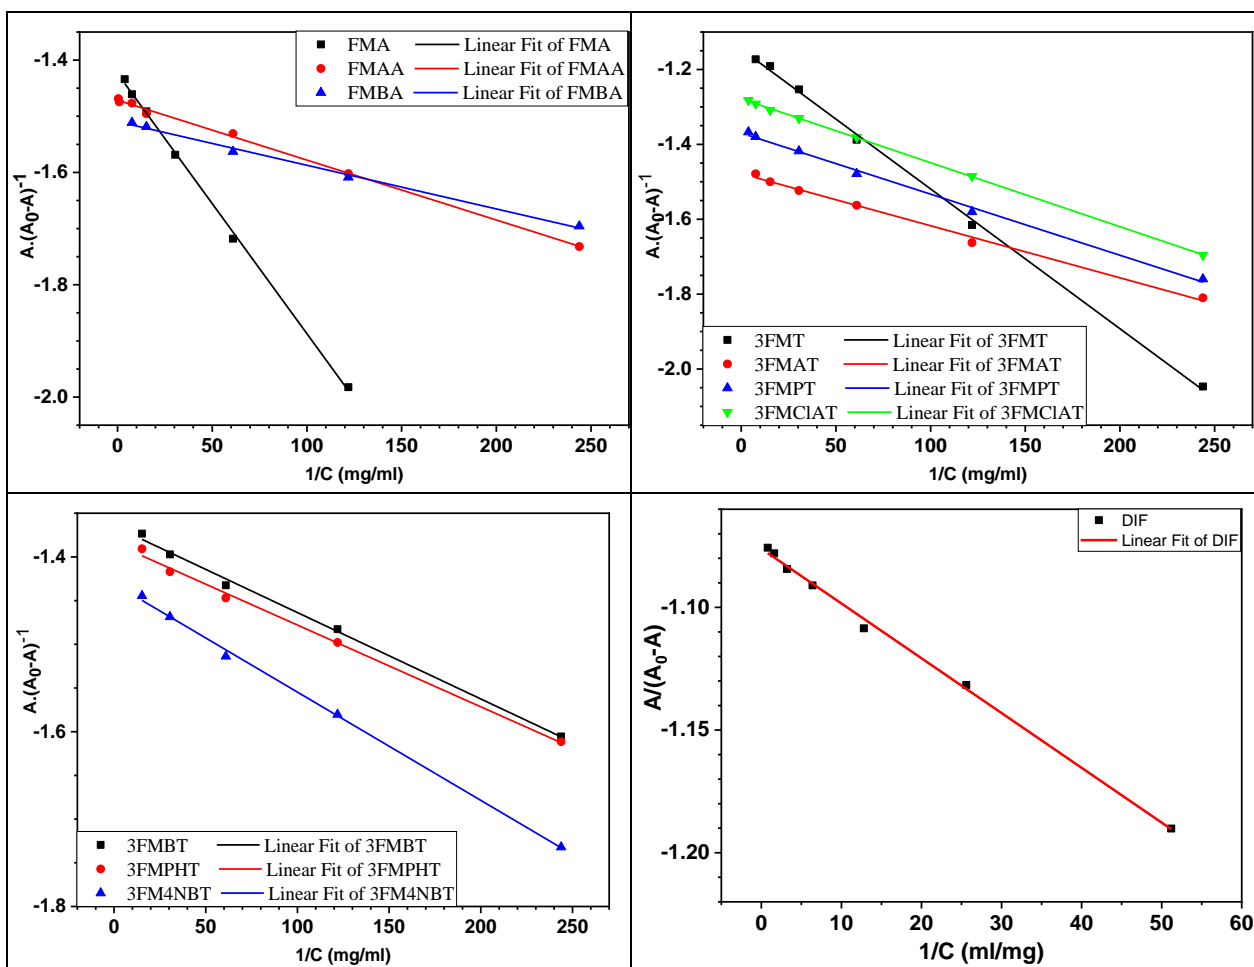 -1.4
-1.6
-1.8
-2.0
A.(A₀-A)⁻¹
0 50 100 150 200 250
1/C (mg/ml)
FMA Linear Fit of FMA
FMAA Linear Fit of FMAA
FMBA Linear Fit of FMBA
-1.2
-1.4
-1.6
-1.8
-2.0
A.(A₀-A)⁻¹
0 50 100 150 200 250
1/C (mg/ml)
3FMT Linear Fit of 3FMT
3FMAT Linear Fit of 3FMAT
3FMPT Linear Fit of 3FMPT
3FMClAT Linear Fit of 3FMClAT
-1.4
-1.6
-1.8
A.(A₀-A)⁻¹
0 50 100 150 200 250
1/C (mg/ml)
3FMBT Linear Fit of 3FMBT
3FMPHT Linear Fit of 3FMPHT
3FM4NBT Linear Fit of 3FM4NBT
-1.10
-1.15
-1.20
A/(A₀-A)
0 10 20 30 40 50 60
1/C (ml/mg)
DIF
Linear Fit of DIF